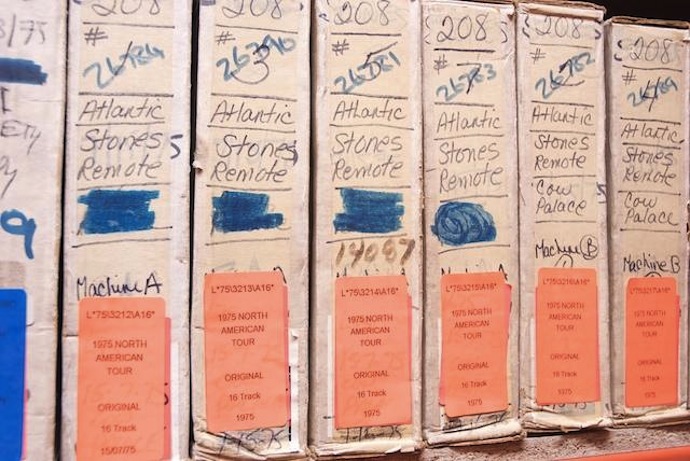 /75
ETY
9
208
#
26784
Atlantic
Stones
Remote
Machine A
L*75\3212\A16*
1975 NORTH
AMERICAN
TOUR
ORIGINAL
16 Track
15/07/75
208
#
Atlantic
Stones
Remote
L*75\3213\A16*
1975 NORTH
AMERICAN
TOUR
ORIGINAL
16 Track
1975
208
#
Atlantic
Stones
Remote
14087
L*75\3214\A16*
1975 NORTH
AMERICAN
TOUR
ORIGINAL
16 Track
1975
208
#
Atlantic
Stones
Remote
L*75\3215\A16*
1975 NORTH
AMERICAN
TOUR
ORIGINAL
16 Track
1975
208
#
Atlantic
Stones
Remote
Cow
Palace
Machine B
L*75\3216\A16*
1975 NORTH
AMERICAN
TOUR
ORIGINAL
16 Track
1975
208
#
Atlantic
Stones
Remote
Cow
Palace
Machine B
L*75\3217\A16*
1975 NORTH
AMERICAN
TOUR
ORIGINAL
16 Track
1975